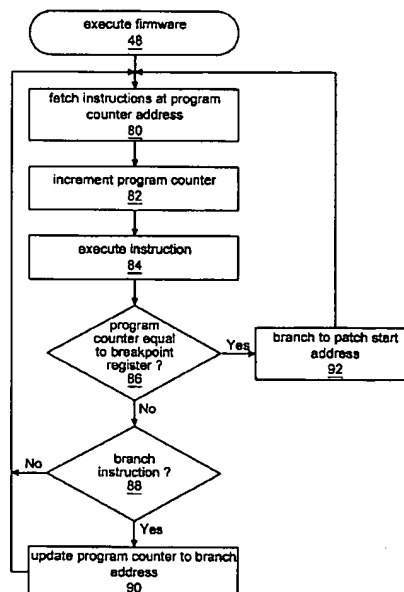 execute firmware
48
fetch instructions at program
counter address
80
increment program counter
82
execute instruction
84
program
counter equal
to breakpoint
register ?
86
Yes
branch to patch start
address
92
No
branch
instruction ?
88
No
Yes
update program counter to branch
address
90